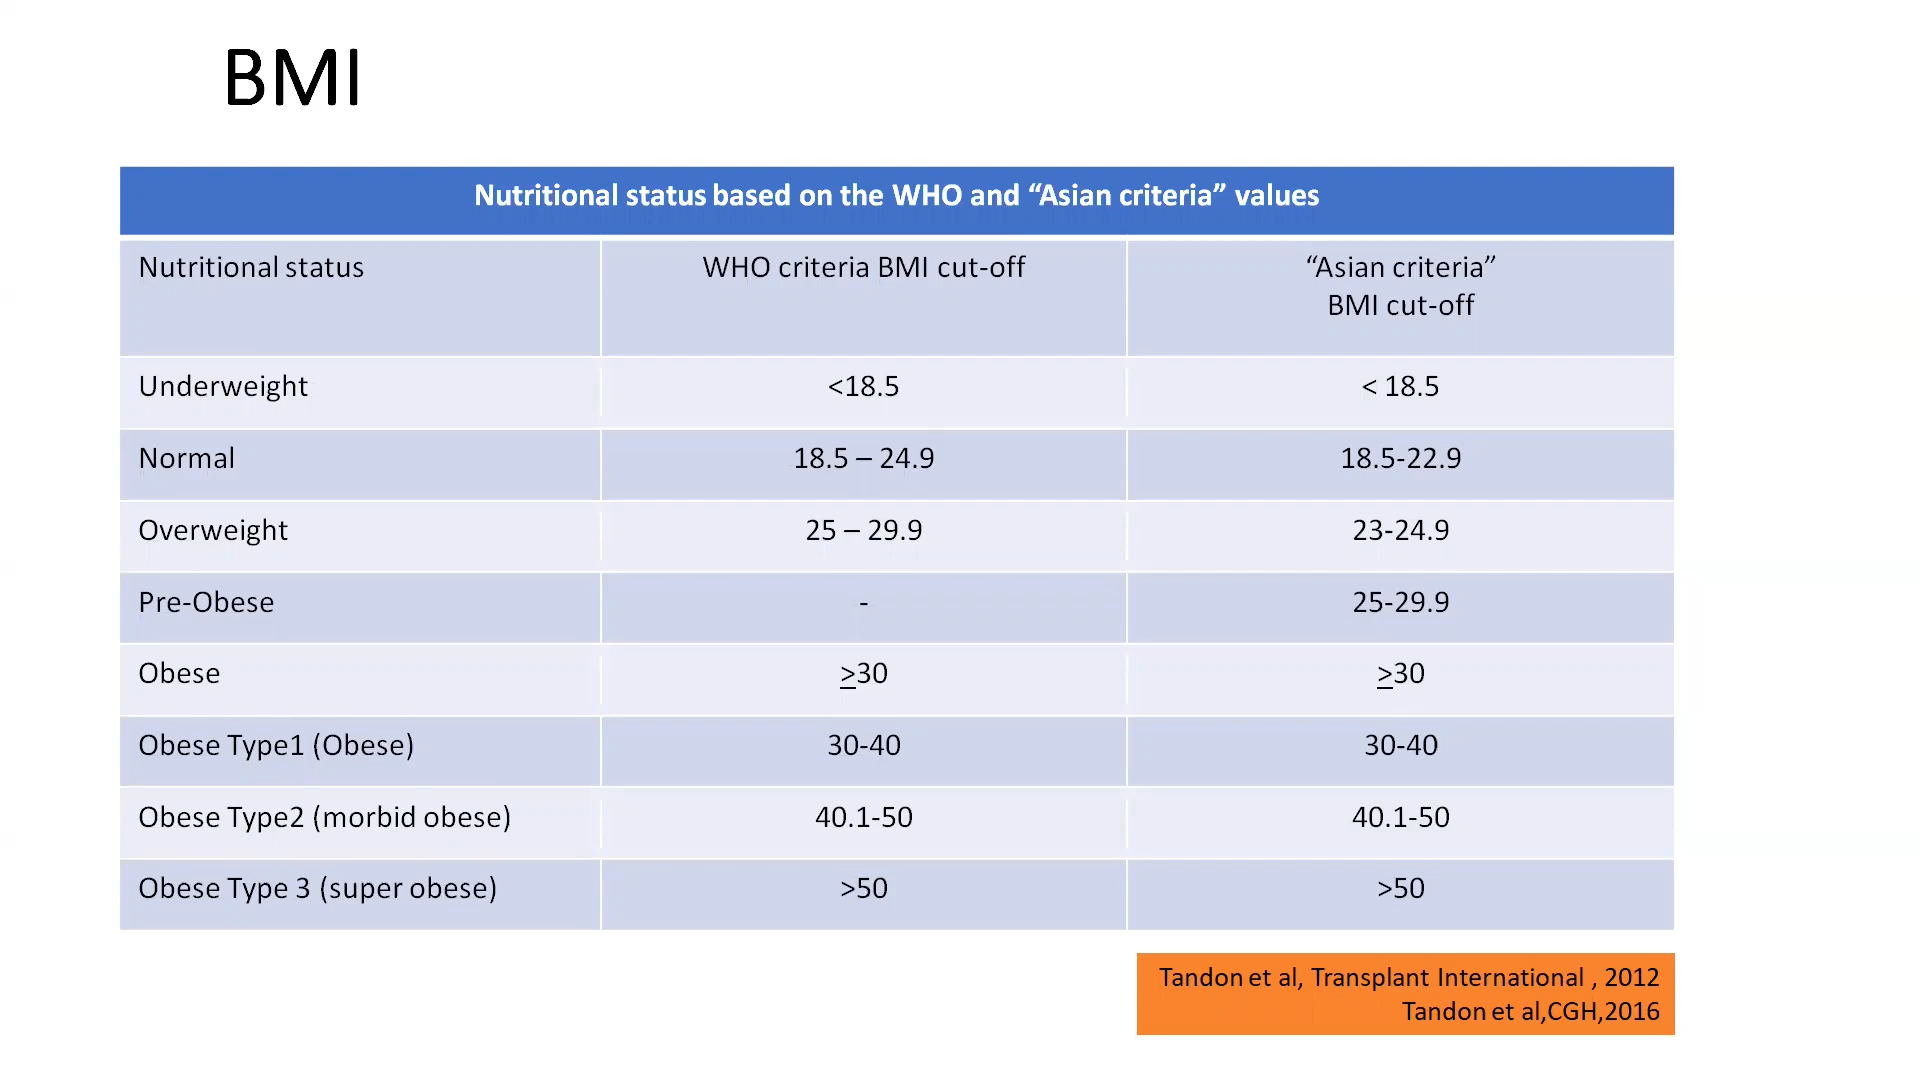 BMI
Nutritional status based on the WHO and “Asian criteria” values
Nutritional status WHO criteria BMI cut-off “Asian criteria”
BMI cut-off
Underweight <18.5 < 18.5
Normal 18.5 – 24.9 18.5-22.9
Overweight 25 – 29.9 23-24.9
Pre-Obese - 25-29.9
Obese ≥30 ≥30
Obese Type1 (Obese) 30-40 30-40
Obese Type2 (morbid obese) 40.1-50 40.1-50
Obese Type 3 (super obese) >50 >50
Tandon et al, Transplant International , 2012
Tandon et al,CGH,2016